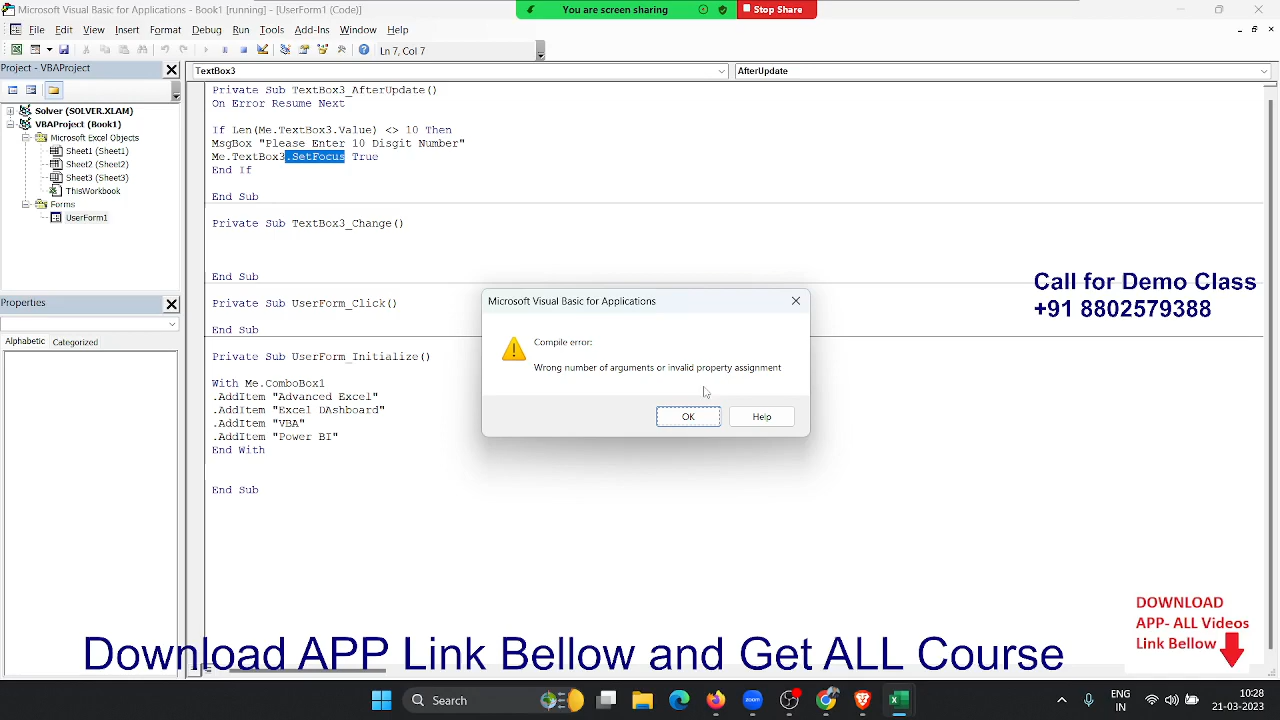 Microsoft Visual Basic for Applications - Book1 [running] - [UserForm1 (Code)]
You are screen sharing
Stop Share
File Edit View Insert Format Debug Run Tools Add-Ins Window Help
Ln 7, Col 7
Project - VBAProject
TextBox3
AfterUpdate
Solver (SOLVER.XLAM)
VBAProject (Book1)
Microsoft Excel Objects
Sheet1 (Sheet1)
Sheet2 (Sheet2)
Sheet3 (Sheet3)
ThisWorkbook
Forms
UserForm1
Properties
Alphabetic Categorized
Private Sub TextBox3_AfterUpdate()
On Error Resume Next
If Len(Me.TextBox3.Value) <> 10 Then
MsgBox "Please Enter 10 Disgit Number"
Me.TextBox3.SetFocus True
End If
End Sub
Private Sub TextBox3_Change()
End Sub
Private Sub UserForm_Click()
End Sub
Private Sub UserForm_Initialize()
With Me.ComboBox1
.AddItem "Advanced Excel"
.AddItem "Excel DAshboard"
.AddItem "VBA"
.AddItem "Power BI"
End With
End Sub
Microsoft Visual Basic for Applications
Compile error:
Wrong number of arguments or invalid property assignment
OK
Help
Call for Demo Class
+91 8802579388
DOWNLOAD
APP- ALL Videos
Link Bellow
Download APP Link Bellow and Get ALL Course
Search
zoom
ENG
IN
10:28
21-03-2023